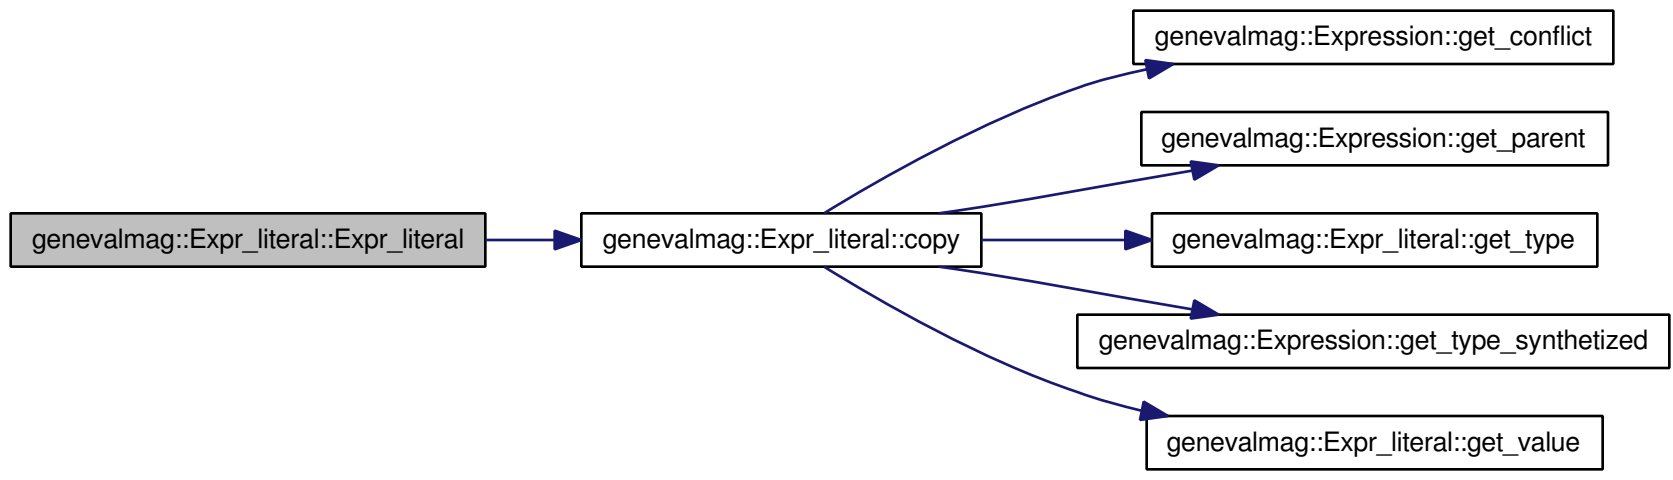 genevalmag::Expression::get_conflict
genevalmag::Expression::get_parent
genevalmag::Expr_literal::Expr_literal
genevalmag::Expr_literal::copy
genevalmag::Expr_literal::get_type
genevalmag::Expression::get_type_synthetized
genevalmag::Expr_literal::get_value